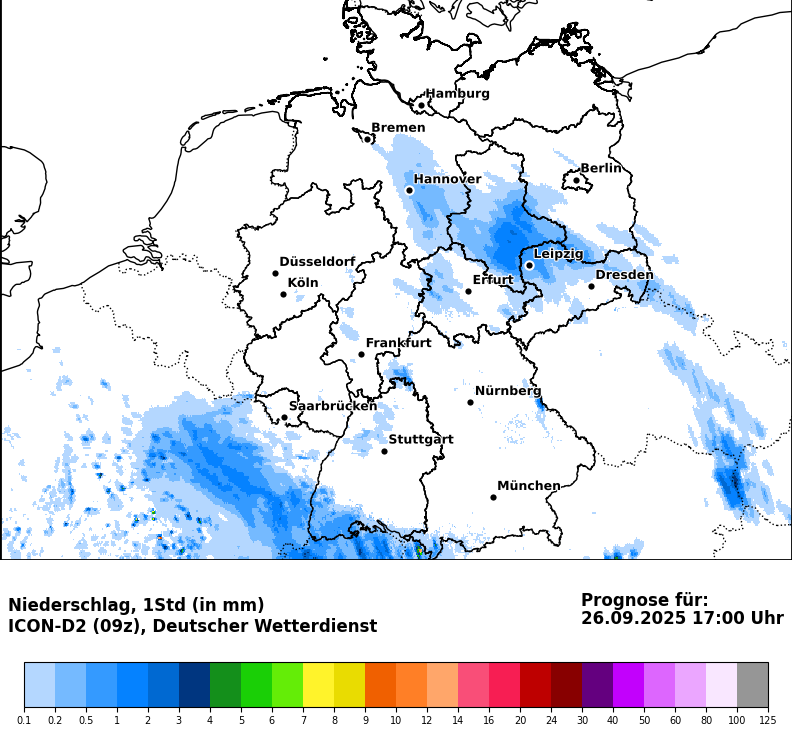 Hamburg
Bremen
Berlin
Hannover
Leipzig
Düsseldorf
Dresden
Köln
Erfurt
Frankfurt
Nürnberg
Saarbrücken
Stuttgart
München
Niederschlag, 1Std (in mm)
ICON-D2 (09z), Deutscher Wetterdienst
Prognose für:
26.09.2025 17:00 Uhr
0.1 0.2 0.5 1 2 3 4 5 6 7 8 9 10 12 14 16 20 24 30 40 50 60 80 100 125